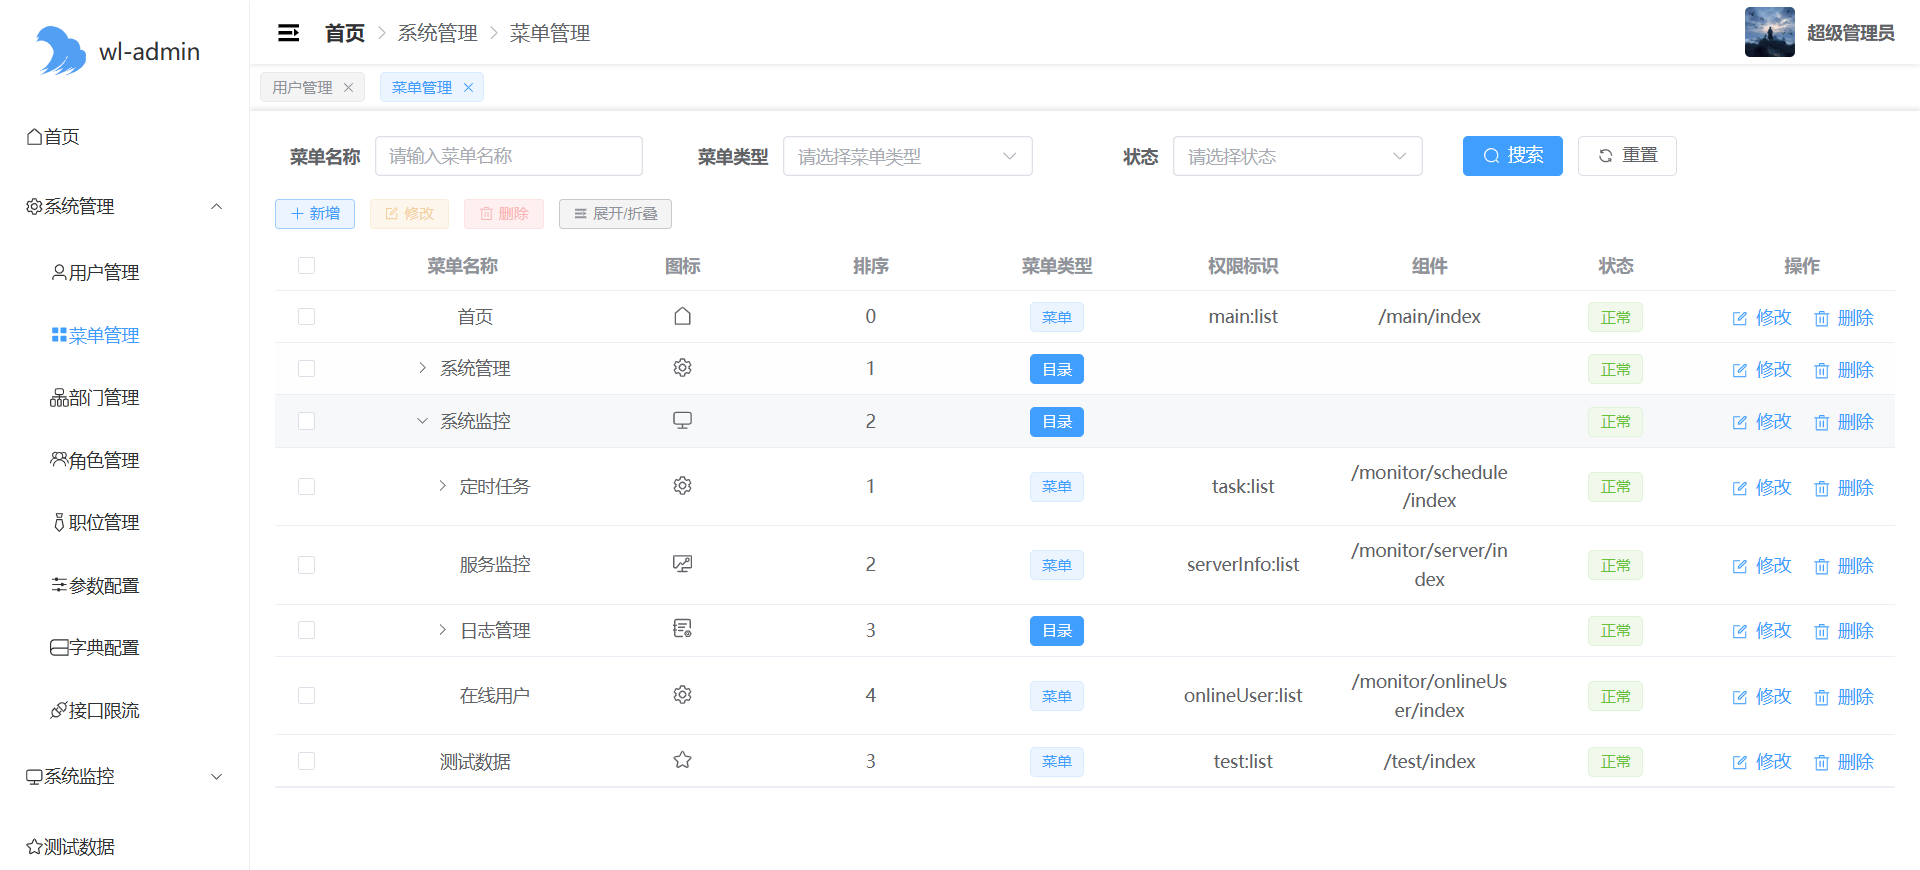 wl-admin
首页
系统管理
用户管理
菜单管理
部门管理
角色管理
职位管理
参数配置
字典配置
接口限流
系统监控
测试数据
首页 > 系统管理 > 菜单管理
超级管理员
用户管理 菜单管理
菜单名称 请输入菜单名称 菜单类型 请选择菜单类型 状态 请选择状态 搜索 重置
新增 修改 删除 展开/折叠
菜单名称 图标 排序 菜单类型 权限标识 组件 状态 操作
首页 0 菜单 main:list /main/index 正常 修改 删除
系统管理 1 目录 正常 修改 删除
系统监控 2 目录 正常 修改 删除
定时任务 1 菜单 task:list /monitor/schedule
/index 正常 修改 删除
服务监控 2 菜单 serverInfo:list /monitor/server/in
dex 正常 修改 删除
日志管理 3 目录 正常 修改 删除
在线用户 4 菜单 onlineUser:list /monitor/onlineUs
er/index 正常 修改 删除
测试数据 3 菜单 test:list /test/index 正常 修改 删除